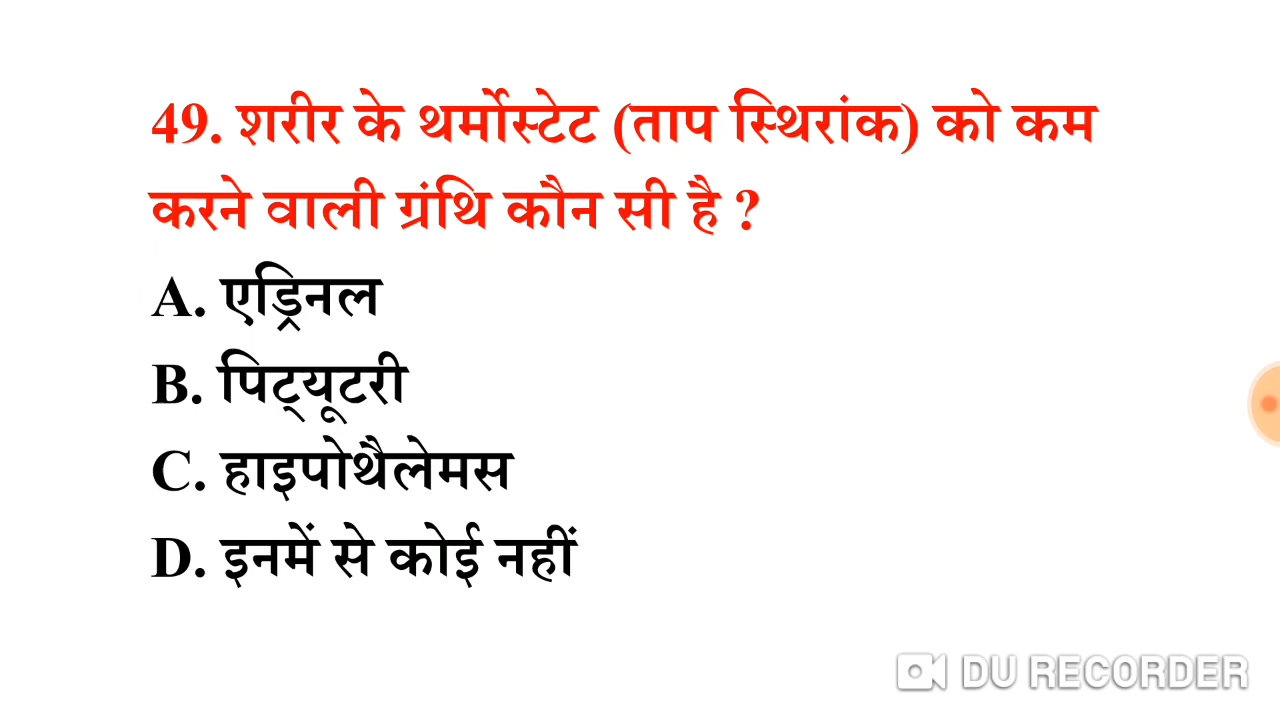 49. शरीर के थर्मोस्टेट (ताप स्थिरांक) को कम
करने वाली ग्रंथि कौन सी है ?
A. एड्रिनल
B. पिट्यूटरी
C. हाइपोथैलेमस
D. इनमें से कोई नहीं
DU RECORDER